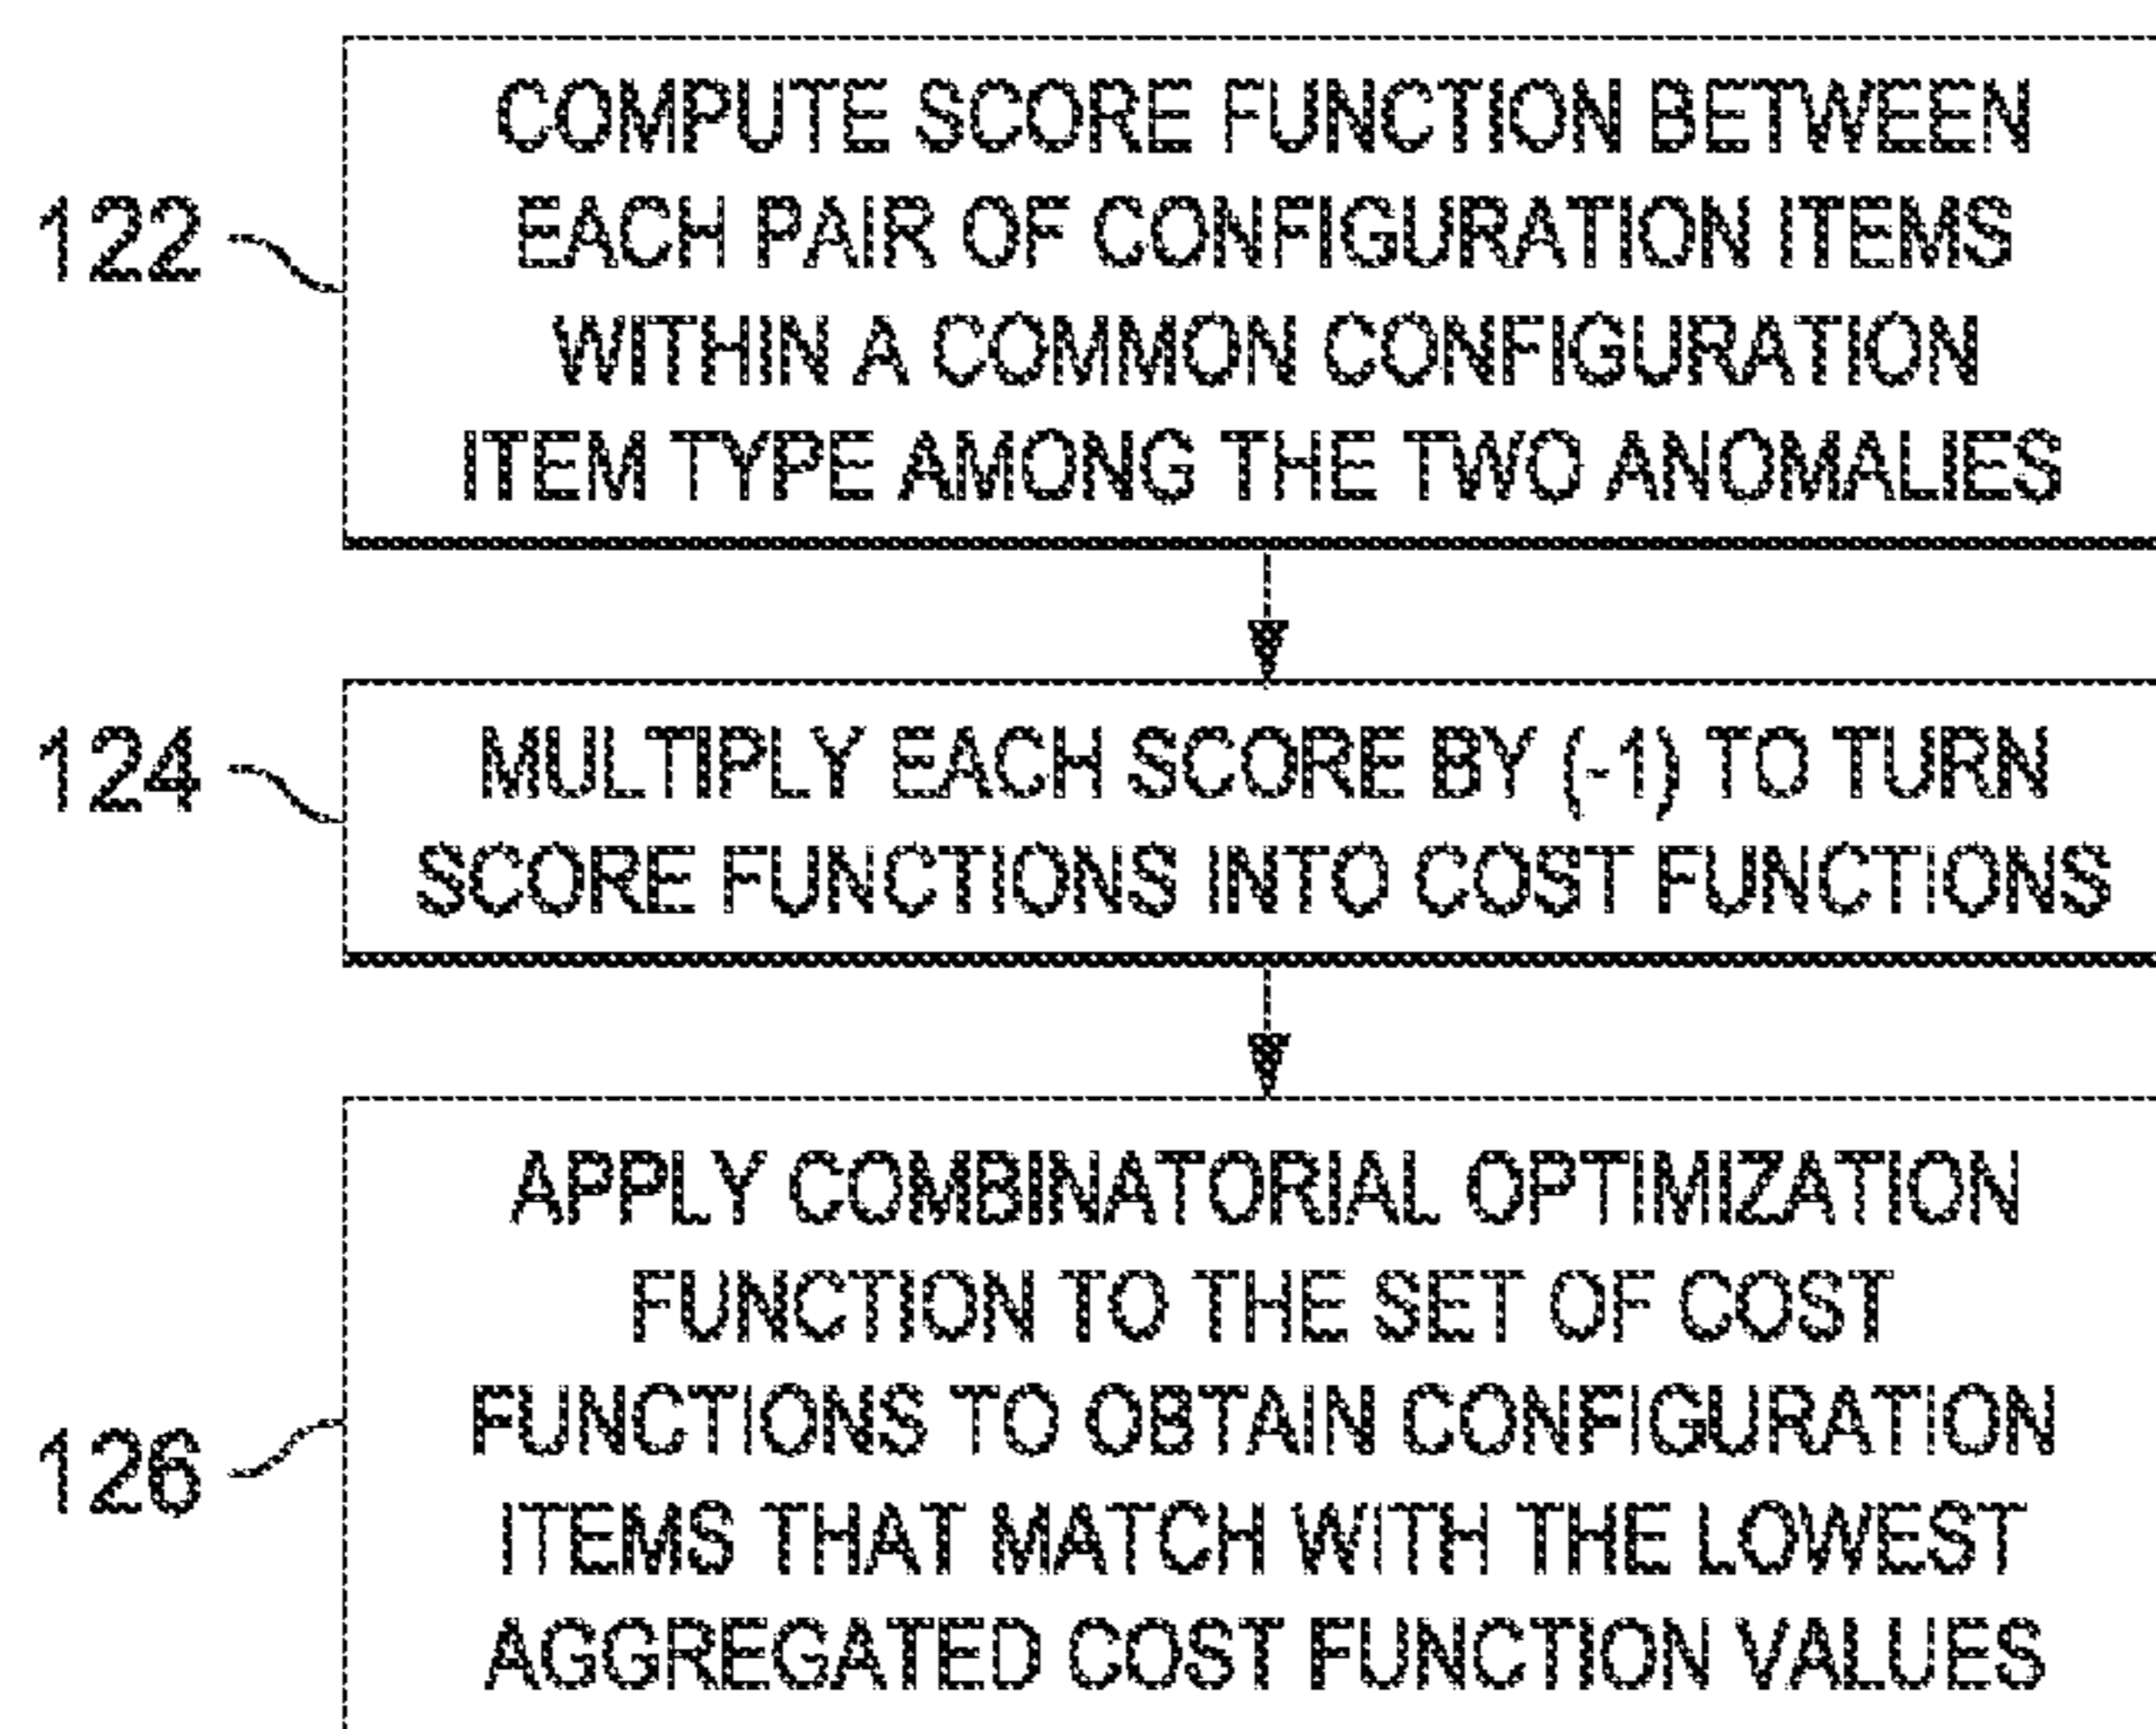 COMPUTE SCORE FUNCTION BETWEEN
EACH PAIR OF CONFIGURATION ITEMS
WITHIN A COMMON CONFIGURATION
ITEM TYPE AMONG THE TWO ANOMALIES
122
MULTIPLY EACH SCORE BY (-1) TO TURN
SCORE FUNCTIONS INTO COST FUNCTIONS
124
APPLY COMBINATORIAL OPTIMIZATION
FUNCTION TO THE SET OF COST
FUNCTIONS TO OBTAIN CONFIGURATION
ITEMS THAT MATCH WITH THE LOWEST
AGGREGATED COST FUNCTION VALUES
126